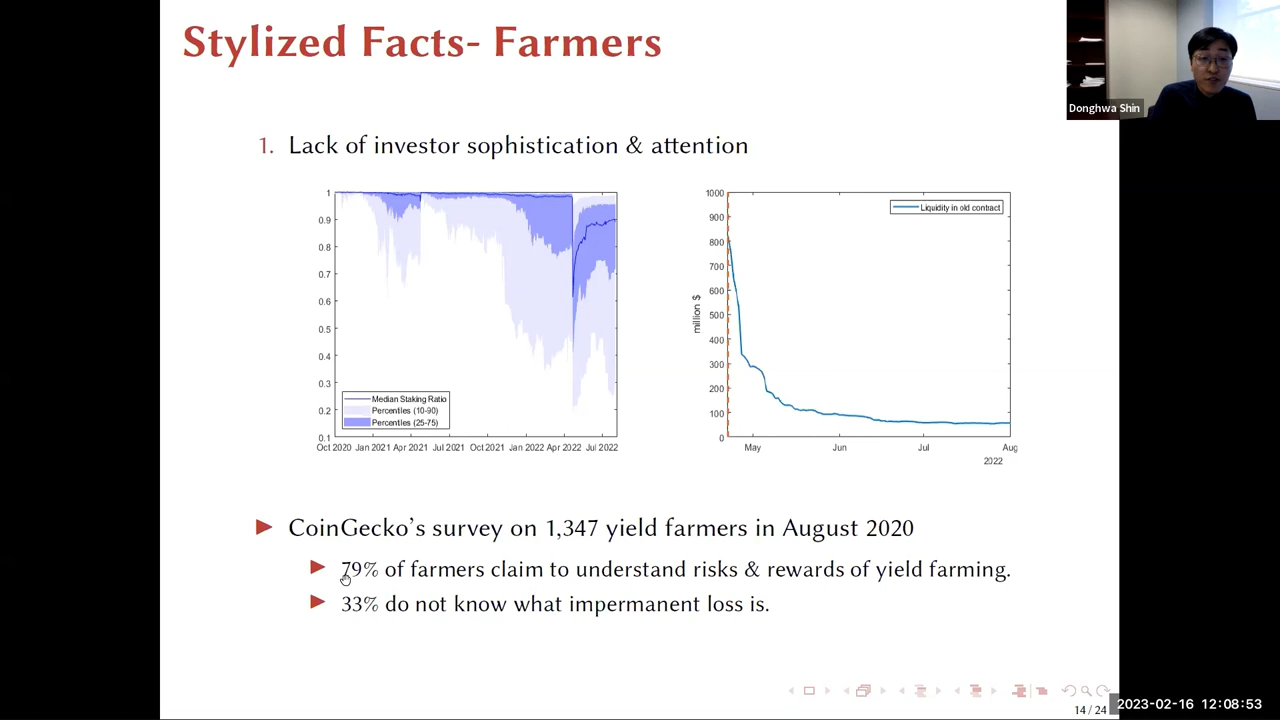 Stylized Facts- Farmers
Donghwa Shin
1. Lack of investor sophistication & attention
1
0.9
0.8
0.7
0.6
0.5
0.4
0.3
0.2
0.1
Median Staking Ratio
Percentiles (10-90)
Percentiles (25-75)
Oct 2020 Jan 2021 Apr 2021 Jul 2021 Oct 2021 Jan 2022 Apr 2022 Jul 2022
1000
900
800
700
600
500
400
300
200
100
0
million $
Liquidity in old contract
May Jun Jul Aug
2022
CoinGecko's survey on 1,347 yield farmers in August 2020
79% of farmers claim to understand risks & rewards of yield farming.
33% do not know what impermanent loss is.
14 / 24
2023-02-16 12:08:53